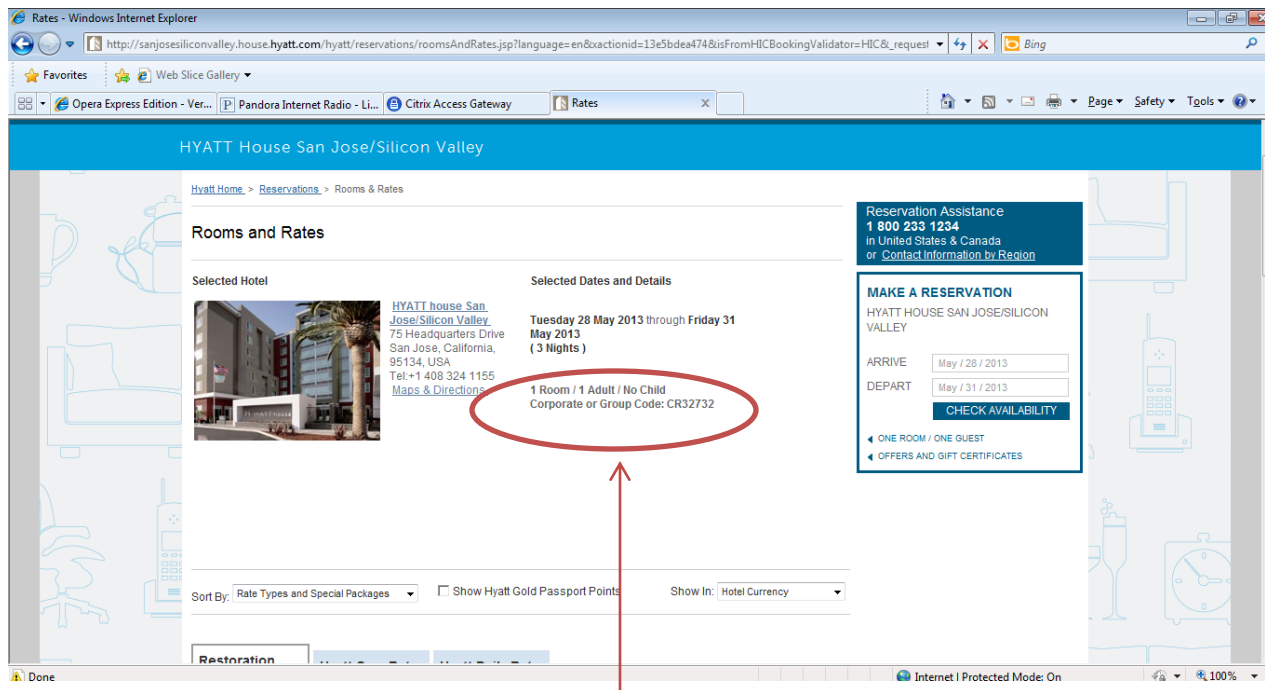 Rates - Windows Internet Explorer
http://sanjosesiliconvalley.house.hyatt.com/hyatt/reservations/roomsAndRates.jsp?language=en&xactionid=13e5bdea474&isFromHICBookingValidator=HIC&_request
Bing
Favorites
Web Slice Gallery
Opera Express Edition - Ver...
Pandora Internet Radio - Li...
Citrix Access Gateway
Rates
x
Page
Safety
Tools
HYATT House San Jose/Silicon Valley
Hyatt Home > Reservations > Rooms & Rates
Rooms and Rates
Selected Hotel
HYATT house San
Jose/Silicon Valley
75 Headquarters Drive
San Jose, California,
95134, USA
Tel:+1 408 324 1155
Maps & Directions
Selected Dates and Details
Tuesday 28 May 2013 through Friday 31
May 2013
( 3 Nights )
1 Room / 1 Adult / No Child
Corporate or Group Code: CR32732
Reservation Assistance
1 800 233 1234
in United States & Canada
or Contact Information by Region
MAKE A RESERVATION
HYATT HOUSE SAN JOSE/SILICON
VALLEY
ARRIVE May / 28 / 2013
DEPART May / 31 / 2013
CHECK AVAILABILITY
ONE ROOM / ONE GUEST
OFFERS AND GIFT CERTIFICATES
Sort By: Rate Types and Special Packages
Show Hyatt Gold Passport Points
Show In: Hotel Currency
Restoration
Done
Internet | Protected Mode: On
100%